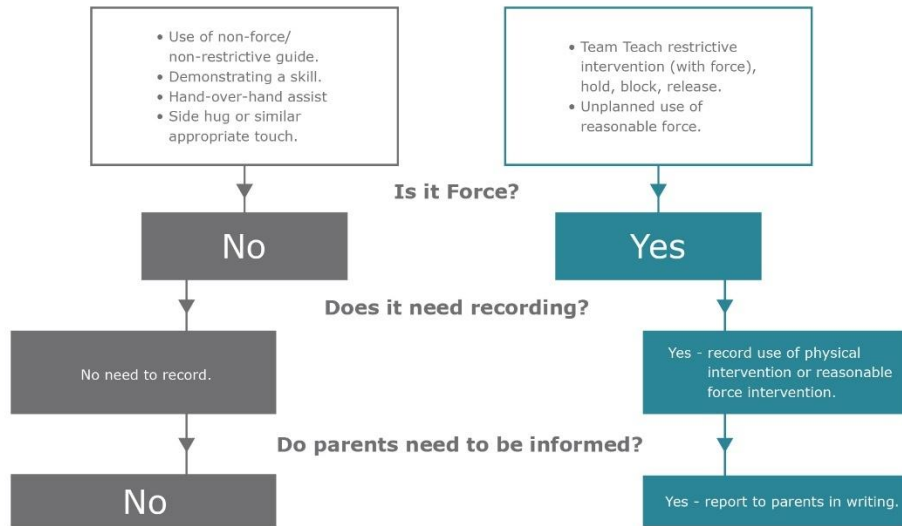 • Use of non-force/
non-restrictive guide.
• Demonstrating a skill.
• Hand-over-hand assist
• Side hug or similar
appropriate touch.
• Team Teach restrictive
intervention (with force),
hold, block, release.
• Unplanned use of
reasonable force.
Is it Force?
No
Yes
Does it need recording?
No need to record.
Yes - record use of physical
intervention or reasonable
force intervention.
Do parents need to be informed?
No
Yes - report to parents in writing.